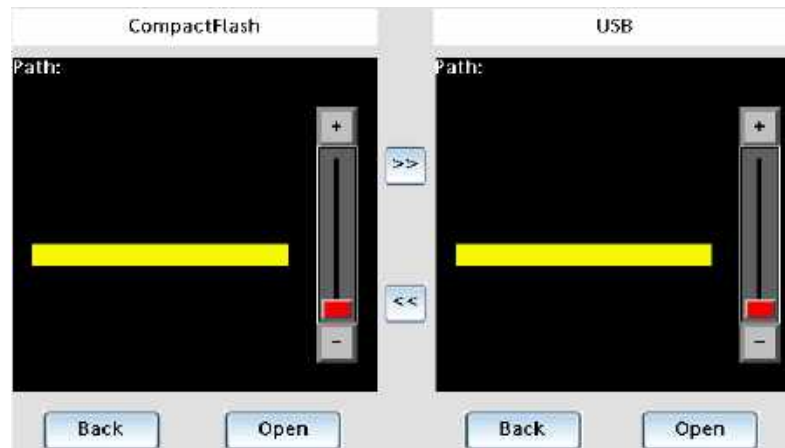 CompactFlash
USB
Path:
Path:
+
+
>>
<<
-
-
Back
Open
Back
Open